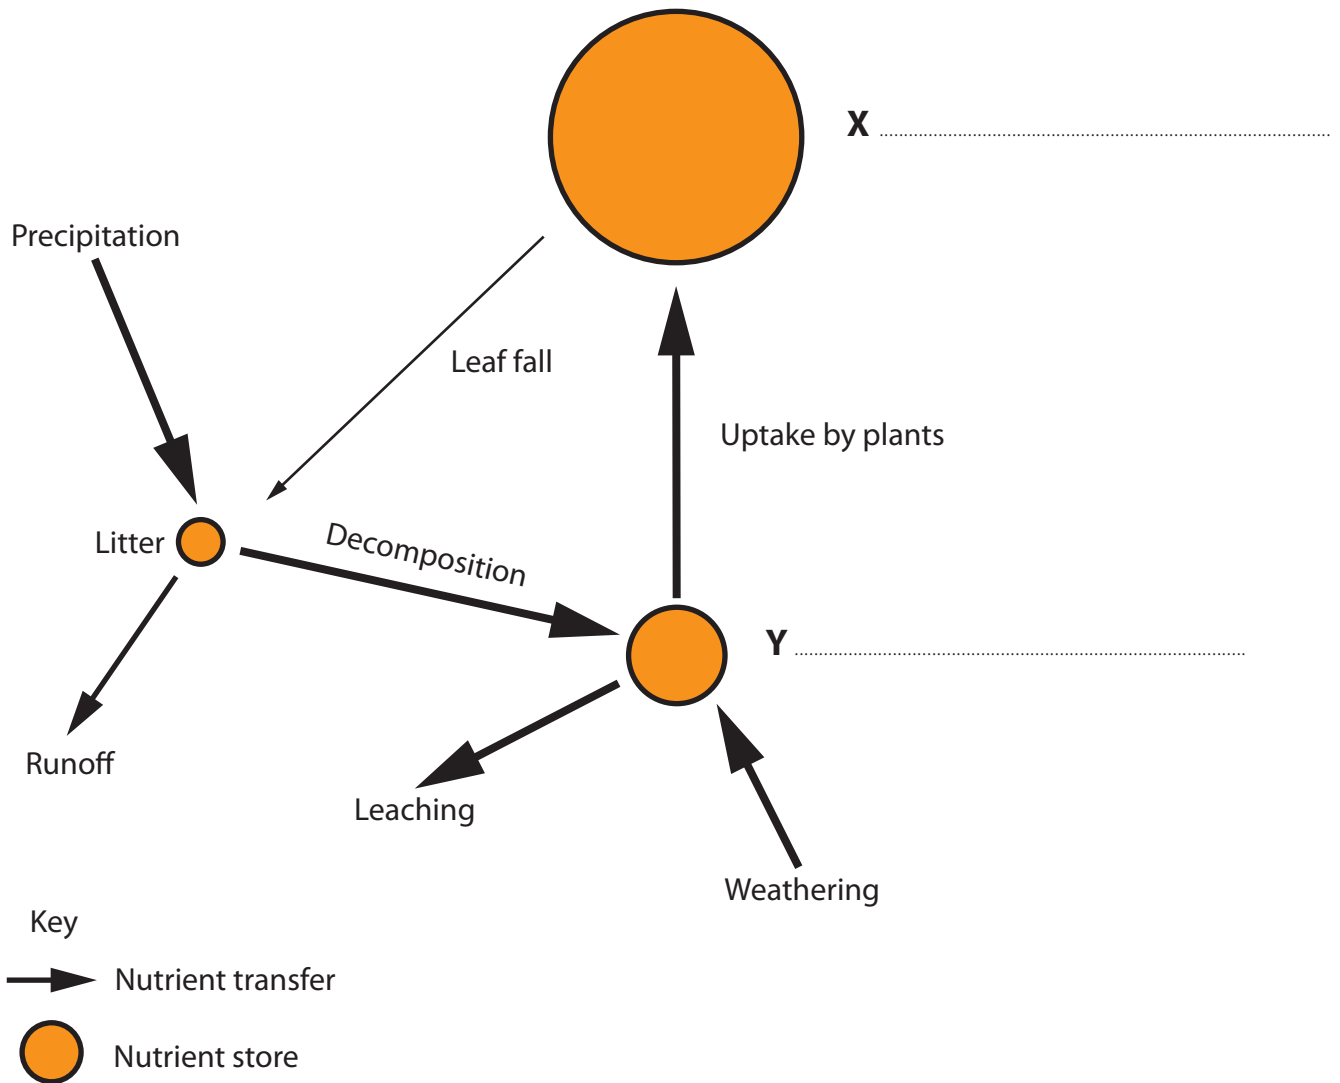 X
Precipitation
Leaf fall
Uptake by plants
Litter
Decomposition
Y
Runoff
Leaching
Weathering
Key
Nutrient transfer
Nutrient store